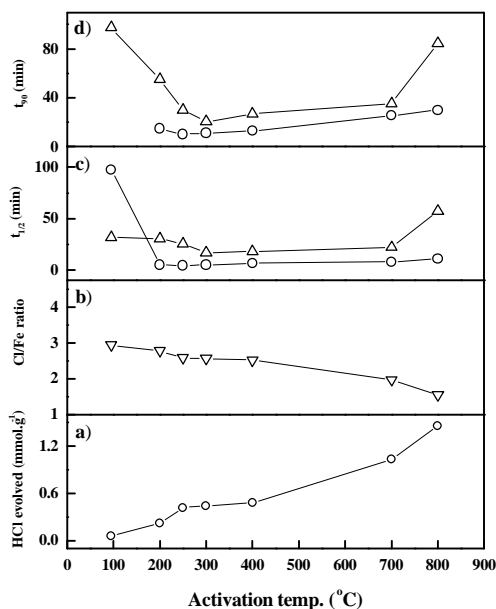 d)
80
40
0
t90 (min)
c)
100
50
0
t1/2 (min)
b)
4
3
2
1
Cl/Fe ratio
a)
1.2
0.6
0.0
HCl evolved (mmol.g-1)
0 100 200 300 400 500 600 700 800 900
Activation temp. (oC)